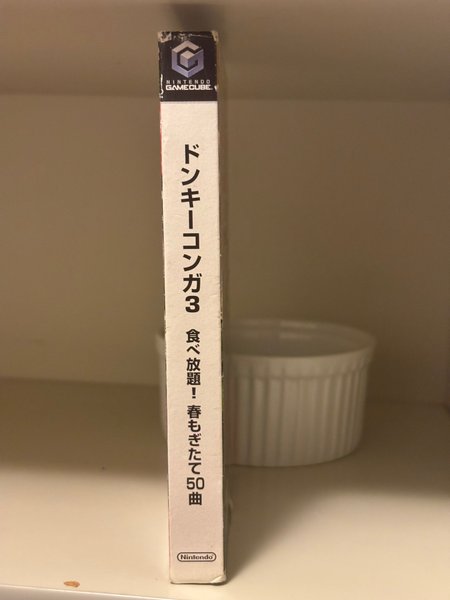 NINTENDO
GAMECUBE
ドンキーコンガ3
食べ放題!春もぎたて50曲
Nintendo